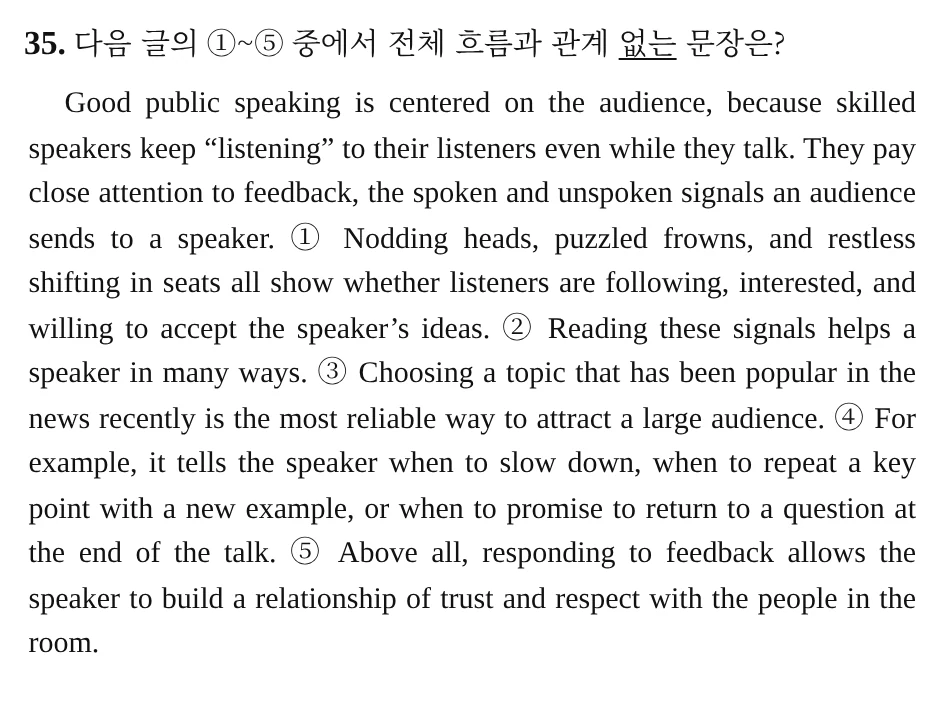 35. 다음 글의 ①~⑤ 중에서 전체 흐름과 관계 없는 문장은?
Good public speaking is centered on the audience, because skilled
speakers keep “listening” to their listeners even while they talk. They pay
close attention to feedback, the spoken and unspoken signals an audience
sends to a speaker. ① Nodding heads, puzzled frowns, and restless
shifting in seats all show whether listeners are following, interested, and
willing to accept the speaker’s ideas. ② Reading these signals helps a
speaker in many ways. ③ Choosing a topic that has been popular in the
news recently is the most reliable way to attract a large audience. ④ For
example, it tells the speaker when to slow down, when to repeat a key
point with a new example, or when to promise to return to a question at
the end of the talk. ⑤ Above all, responding to feedback allows the
speaker to build a relationship of trust and respect with the people in the
room.